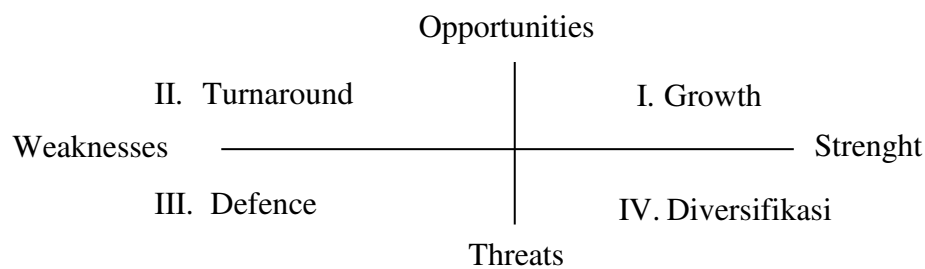 Opportunities
II. Turnaround
I. Growth
Weaknesses
Strenght
III. Defence
IV. Diversifikasi
Threats